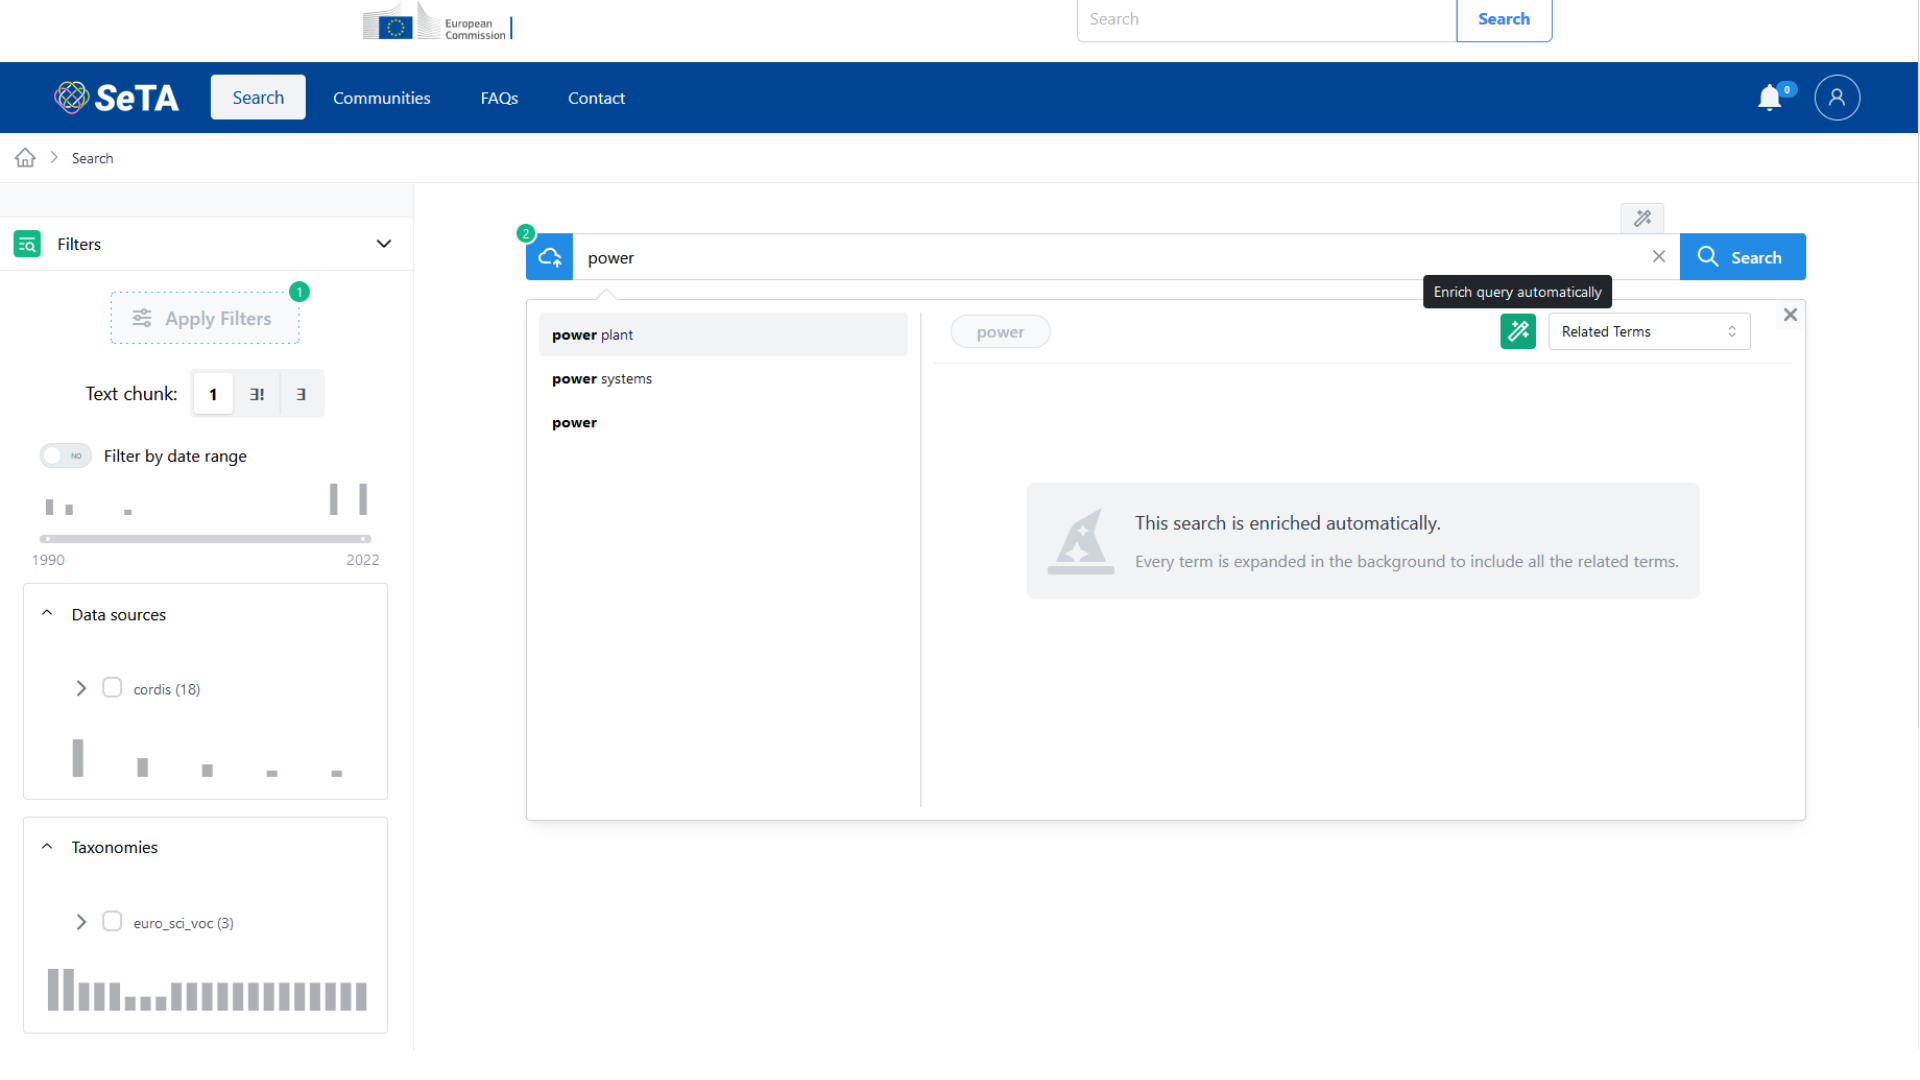 European
Commission
Search
Search
SeTA
Search
Communities
FAQs
Contact
0
Search
Filters
1
Apply Filters
Text chunk:
1
Ǝ!
Ǝ
NO
Filter by date range
1990
2022
Data sources
cordis (18)
Taxonomies
euro_sci_voc (3)
2
power
Search
Enrich query automatically
power plant
power systems
power
power
Related Terms
This search is enriched automatically.
Every term is expanded in the background to include all the related terms.